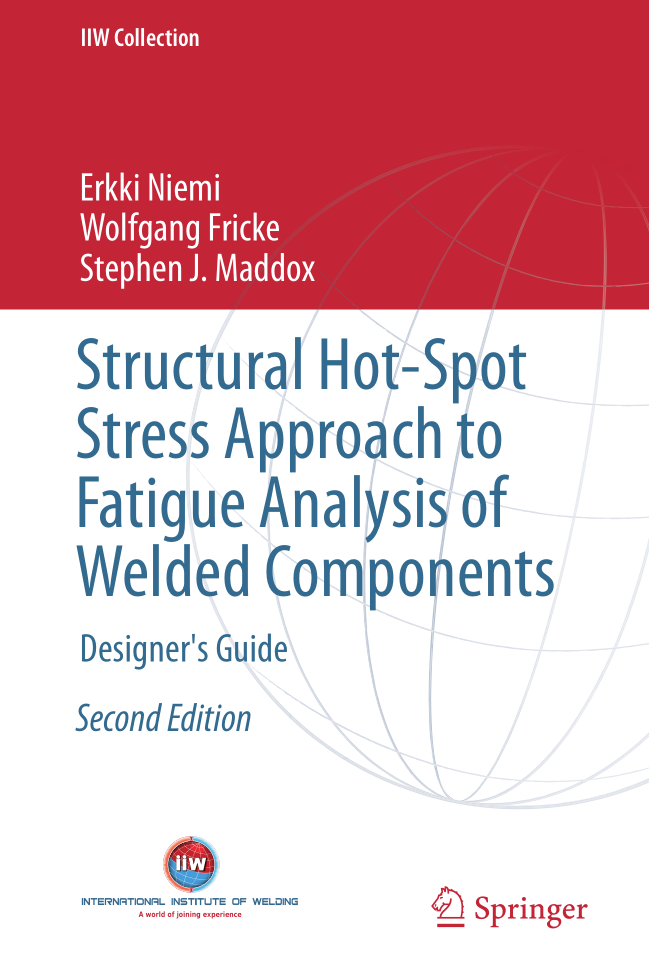 IIW Collection
Erkki Niemi
Wolfgang Fricke
Stephen J. Maddox
Structural Hot-Spot
Stress Approach to
Fatigue Analysis of
Welded Components
Designer's Guide
Second Edition
iiw
INTERNATIONAL INSTITUTE OF WELDING
A world of joining experience
Springer